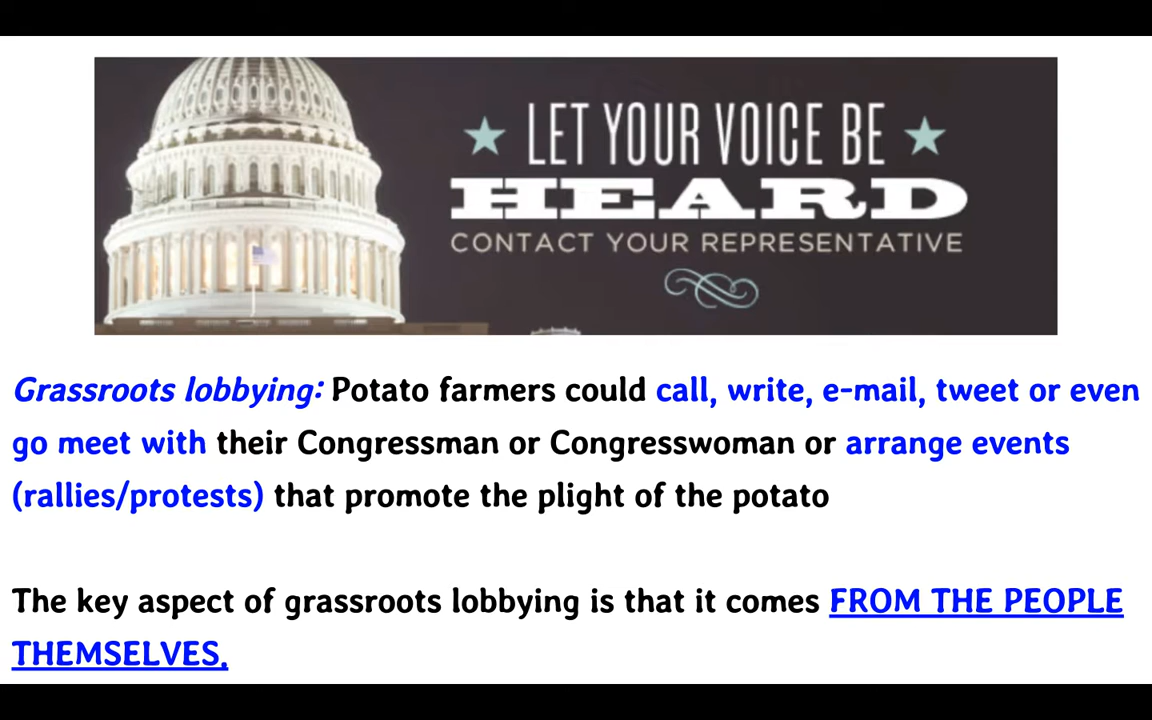 LET YOUR VOICE BE
HEARD
CONTACT YOUR REPRESENTATIVE
Grassroots lobbying: Potato farmers could call, write, e-mail, tweet or even
go meet with their Congressman or Congresswoman or arrange events
(rallies/protests) that promote the plight of the potato
The key aspect of grassroots lobbying is that it comes FROM THE PEOPLE
THEMSELVES.